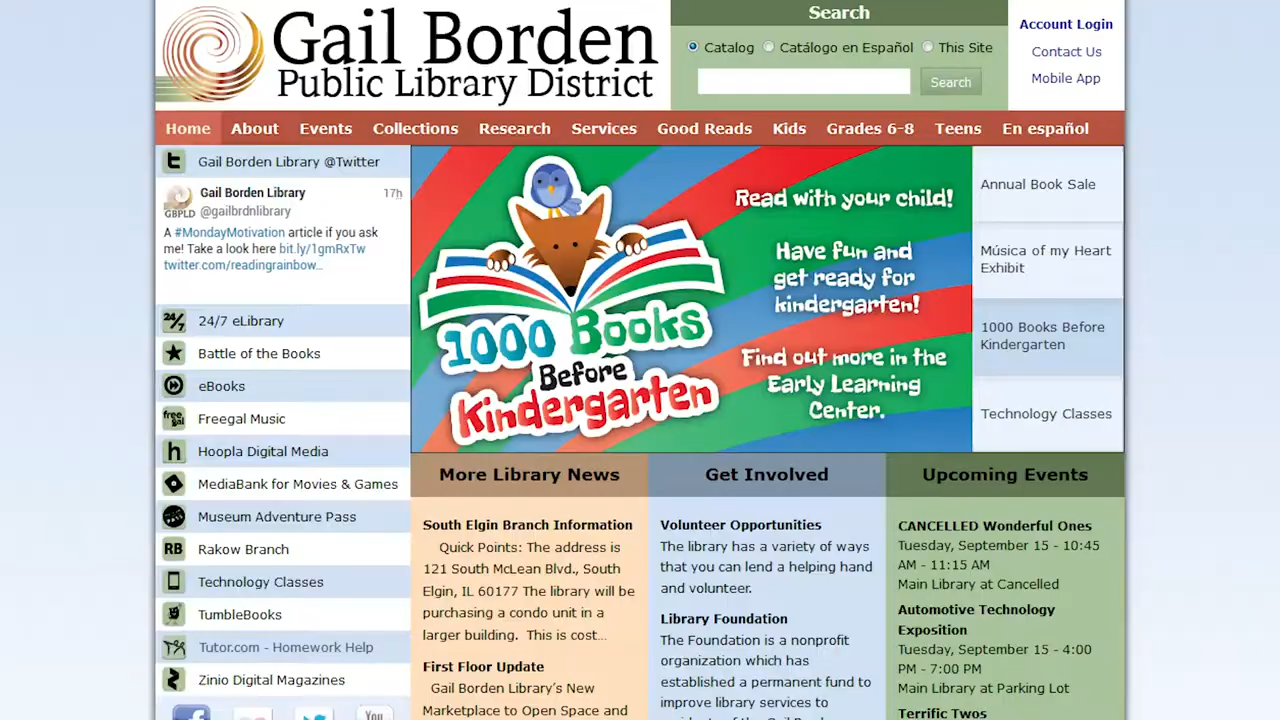 Gail Borden
Public Library District
Search
Catalog
Catálogo en Español
This Site
Search
Account Login
Contact Us
Mobile App
Home
About
Events
Collections
Research
Services
Good Reads
Kids
Grades 6-8
Teens
En español
Gail Borden Library @Twitter
Gail Borden Library
17h
GBPLD
@gailbrdnlibrary
A #MondayMotivation article if you ask
me! Take a look here bit.ly/1gmRxTw
twitter.com/readingrainbow…
24/7
24/7 eLibrary
Battle of the Books
eBooks
freegal
Freegal Music
h
Hoopla Digital Media
MediaBank for Movies & Games
Museum Adventure Pass
RB
Rakow Branch
Technology Classes
TumbleBooks
Tutor.com - Homework Help
Zinio Digital Magazines
You
1000 Books
Before
Kindergarten
Read with your child!
Have fun and
get ready for
kindergarten!
Find out more in the
Early Learning
Center.
Annual Book Sale
Música of my Heart
Exhibit
1000 Books Before
Kindergarten
Technology Classes
More Library News
South Elgin Branch Information
Quick Points: The address is
121 South McLean Blvd., South
Elgin, IL 60177 The library will be
purchasing a condo unit in a
larger building. This is cost...
First Floor Update
Gail Borden Library's New
Marketplace to Open Space and
Get Involved
Volunteer Opportunities
The library has a variety of ways
that you can lend a helping hand
and volunteer.
Library Foundation
The Foundation is a nonprofit
organization which has
established a permanent fund to
improve library services to
Upcoming Events
CANCELLED Wonderful Ones
Tuesday, September 15 - 10:45
AM - 11:15 AM
Main Library at Cancelled
Automotive Technology
Exposition
Tuesday, September 15 - 4:00
PM - 7:00 PM
Main Library at Parking Lot
Terrific Twos